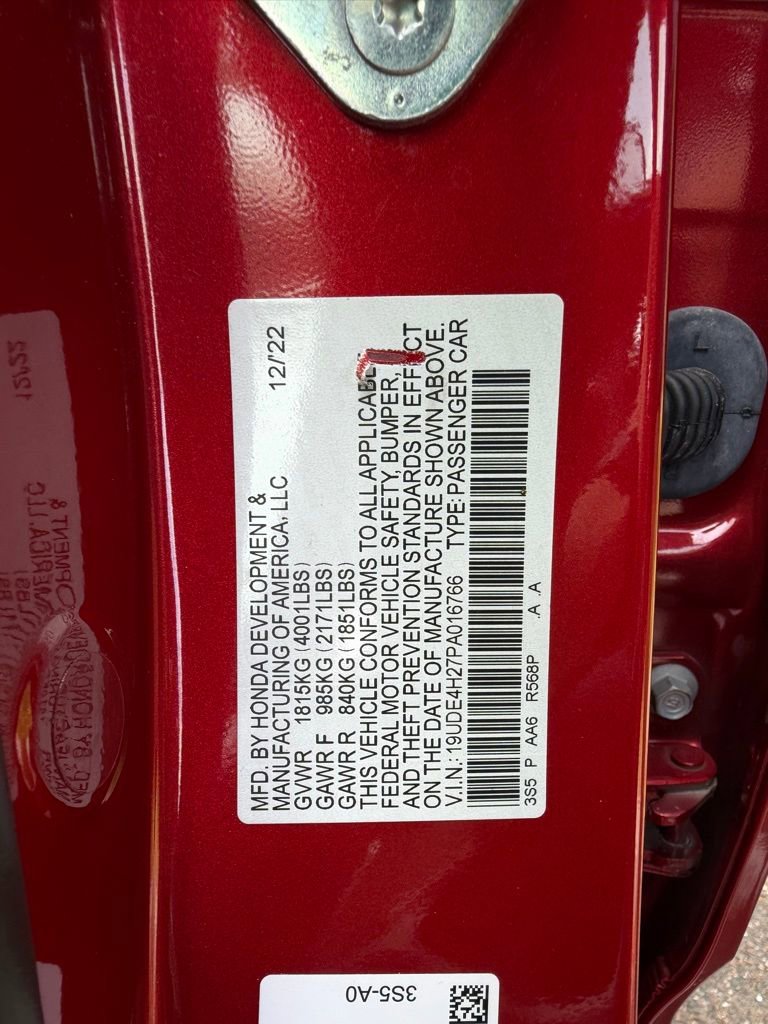 12/'22
MFD. BY HONDA DEVELOPMENT &
MANUFACTURING OF AMERICA, LLC
GVWR 1815KG (4001LBS)
GAWR F 985KG (2171LBS)
GAWR R 840KG (1851LBS)
THIS VEHICLE CONFORMS TO ALL APPLICABLE
FEDERAL MOTOR VEHICLE SAFETY, BUMPER,
AND THEFT PREVENTION STANDARDS IN EFFECT
ON THE DATE OF MANUFACTURE SHOWN ABOVE.
V.I.N.: 19UDE4H27PA016766 TYPE: PASSENGER CAR
3S5 P AA6 R568P .A .A
3S5-A0